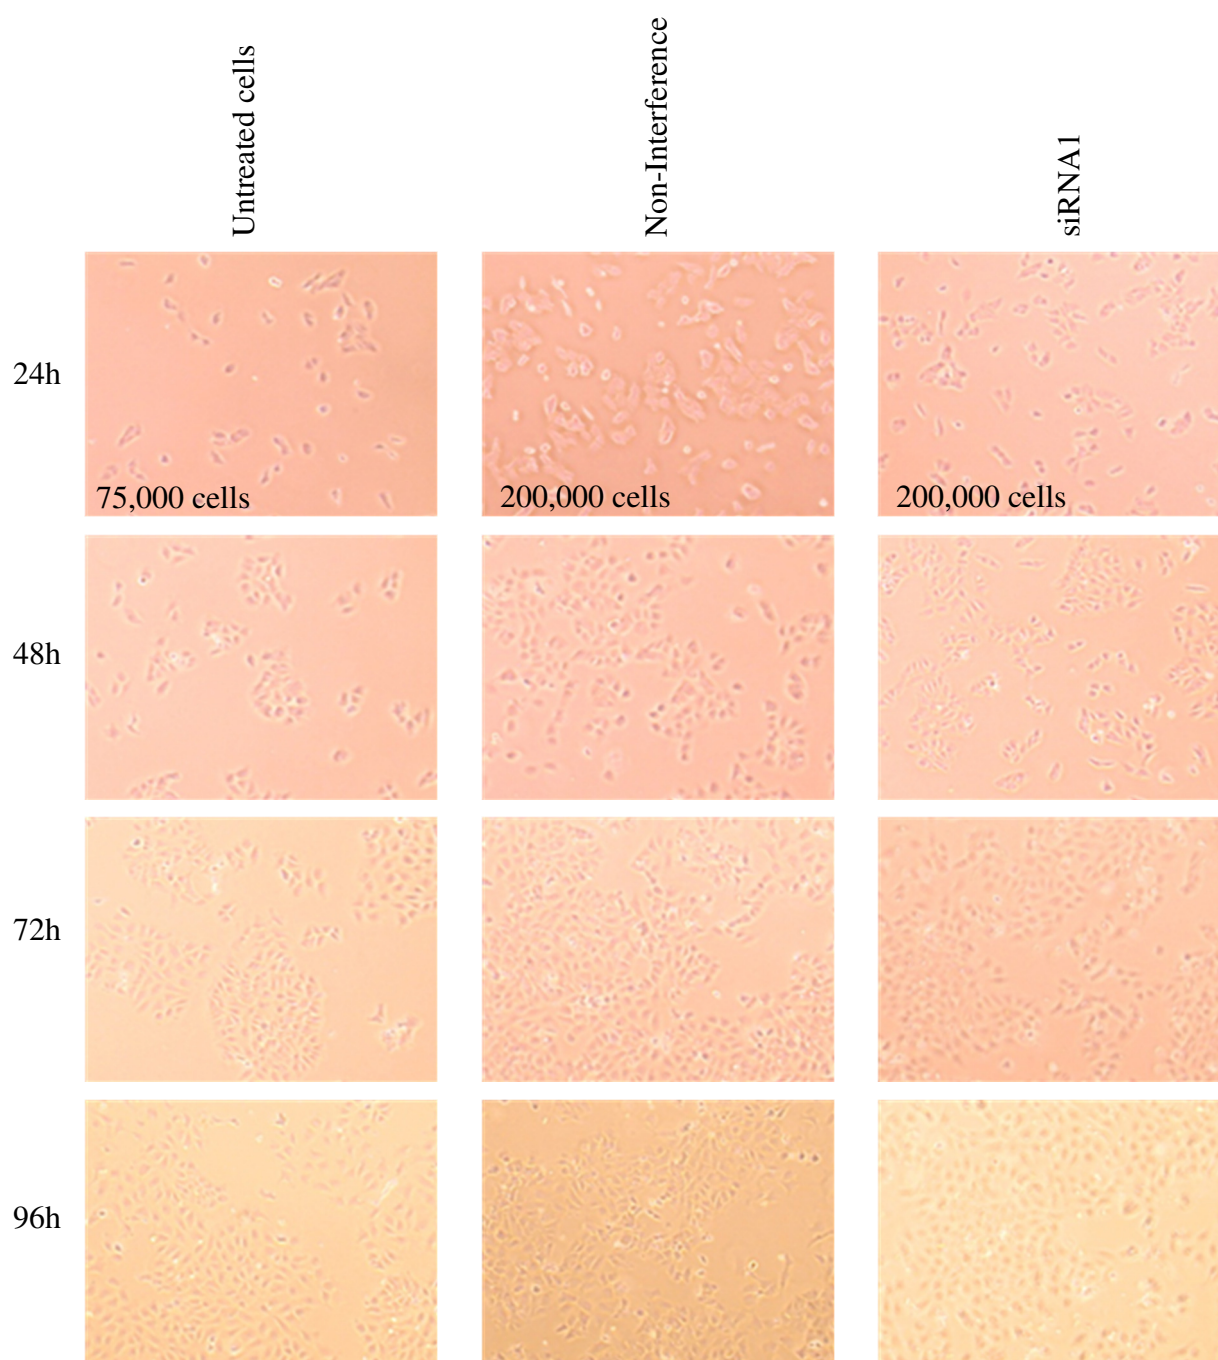 Untreated cells
Non-Interference
siRNA1
24h
75,000 cells
200,000 cells
200,000 cells
48h
72h
96h